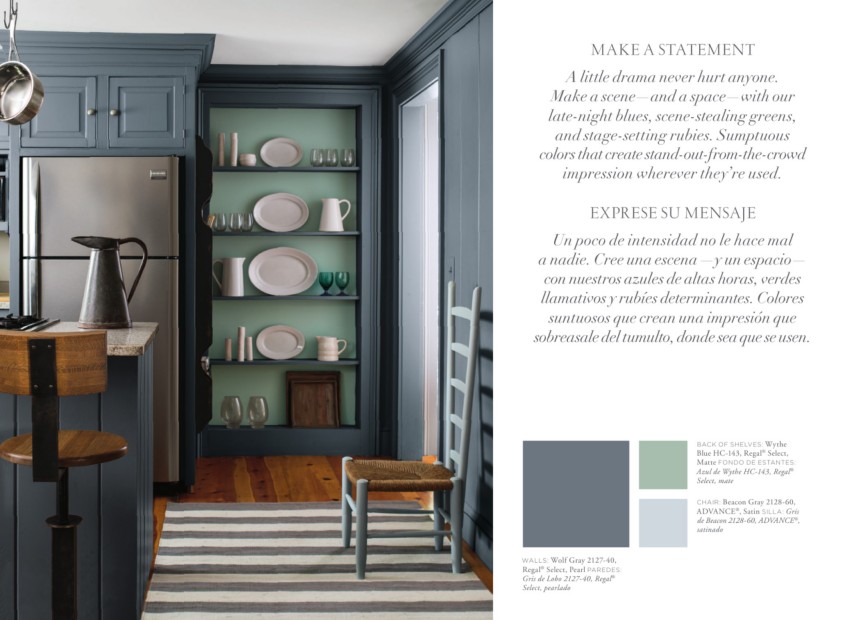 MAKE A STATEMENT
A little drama never hurt anyone.
Make a scene—and a space—with our
late-night blues, scene-stealing greens,
and stage-setting rubies. Sumptuous
colors that create stand-out-from-the-crowd
impression wherever they’re used.
EXPRESE SU MENSAJE
Un poco de intensidad no le hace mal
a nadie. Cree una escena —y un espacio—
con nuestros azules de altas horas, verdes
llamativos y rubíes determinantes. Colores
suntuosos que crean una impresión que
sobreasale del tumulto, donde sea que se usen.
BACK OF SHELVES: Wythe
Blue HC-143, Regal® Select,
Matte FONDO DE ESTANTES:
Azul de Wythe HC-143, Regal®
Select, mate
CHAIR: Beacon Gray 2128-60,
ADVANCE®, Satin SILLA: Gris
de Beacon 2128-60, ADVANCE®,
satinado
WALLS: Wolf Gray 2127-40,
Regal® Select, Pearl PAREDES:
Gris de Lobo 2127-40, Regal®
Select, pearlado